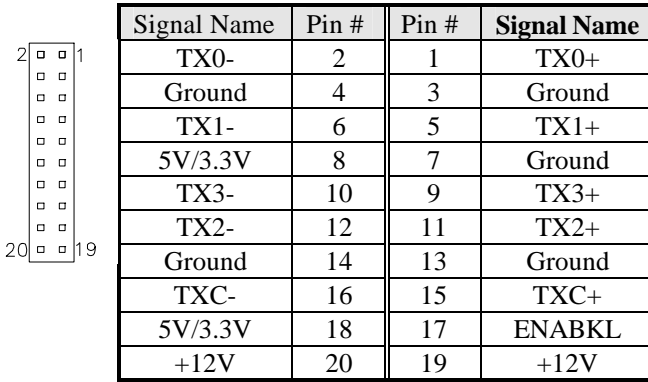 Signal Name Pin # Pin # Signal Name
2 1
TX0- 2 1 TX0+
Ground 4 3 Ground
TX1- 6 5 TX1+
5V/3.3V 8 7 Ground
TX3- 10 9 TX3+
TX2- 12 11 TX2+
20 19
Ground 14 13 Ground
TXC- 16 15 TXC+
5V/3.3V 18 17 ENABKL
+12V 20 19 +12V